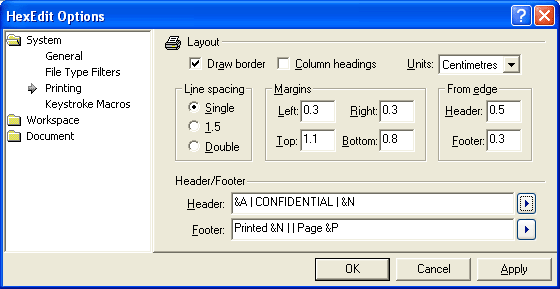 HexEdit Options
System
General
File Type Filters
Printing
Keystroke Macros
Workspace
Document
Layout
Draw border Column headings Units: Centimetres
Line spacing Margins From edge
Single Left: 0.3 Right: 0.3 Header: 0.5
1.5
Double Top: 1.1 Bottom: 0.8 Footer: 0.3
Header/Footer
Header: &A | CONFIDENTIAL | &N
Footer: Printed &N | | Page &P
OK Cancel Apply